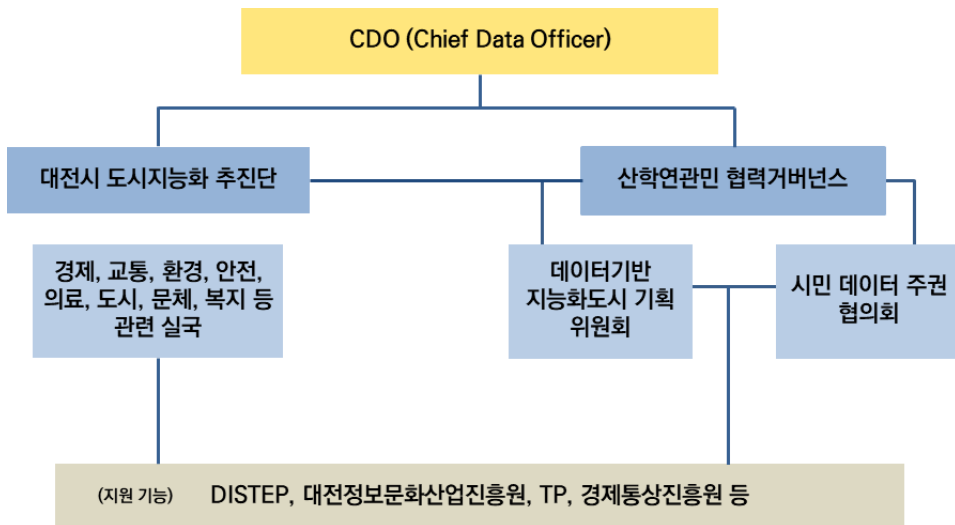 CDO (Chief Data Officer)
대전시 도시지능화 추진단
산학연관민 협력거버넌스
경제, 교통, 환경, 안전,
의료, 도시, 문체, 복지 등
관련 실국
데이터기반
지능화도시 기획
위원회
시민 데이터 주권
협의회
(지원 기능) DISTEP, 대전정보문화산업진흥원, TP, 경제통상진흥원 등